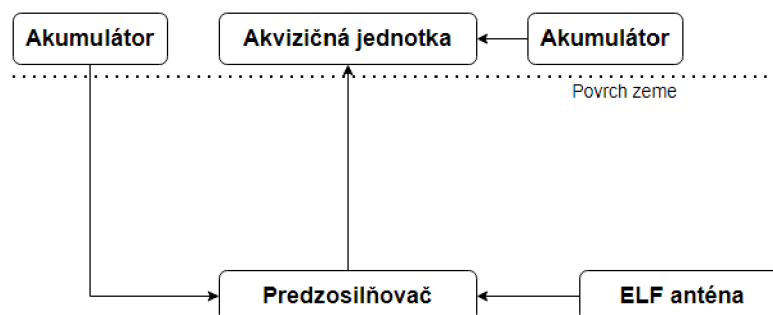 Akumulátor
Akvizičná jednotka
Akumulátor
Povrch zeme
Predzosilňovač
ELF anténa